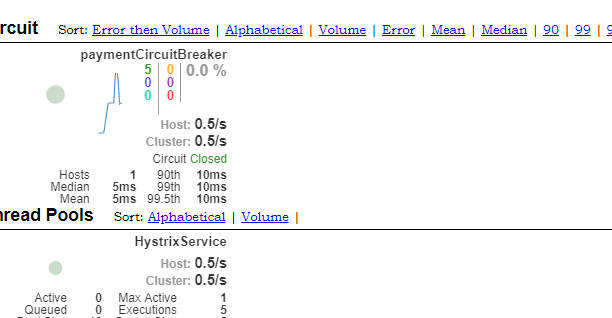 rcuit Sort: Error then Volume | Alphabetical | Volume | Error | Mean | Median | 90 | 99 |
paymentCircuitBreaker
5 0 0.0 %
0 0
0 0
Host: 0.5/s
Cluster: 0.5/s
Circuit Closed
Hosts 1 90th 10ms
Median 5ms 99th 10ms
Mean 5ms 99.5th 10ms
nread Pools Sort: Alphabetical | Volume |
HystrixService
Host: 0.5/s
Cluster: 0.5/s
Active 0 Max Active 1
Queued 0 Executions 5